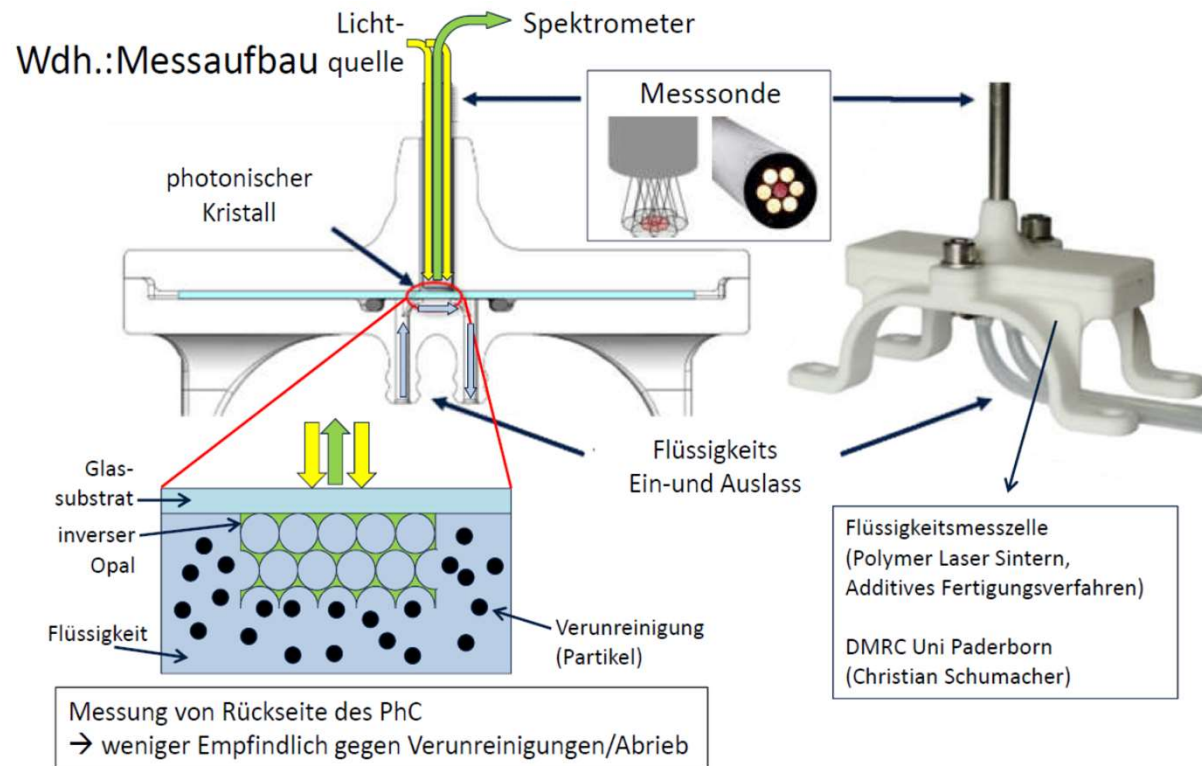 Wdh.:Messaufbau
Licht-
quelle
Spektrometer
Messsonde
photonischer
Kristall
Flüssigkeits
Ein-und Auslass
Glas-
substrat
inverser
Opal
Flüssigkeit
Verunreinigung
(Partikel)
Flüssigkeitsmesszelle
(Polymer Laser Sintern,
Additives Fertigungsverfahren)
DMRC Uni Paderborn
(Christian Schumacher)
Messung von Rückseite des PhC
→ weniger Empfindlich gegen Verunreinigungen/Abrieb